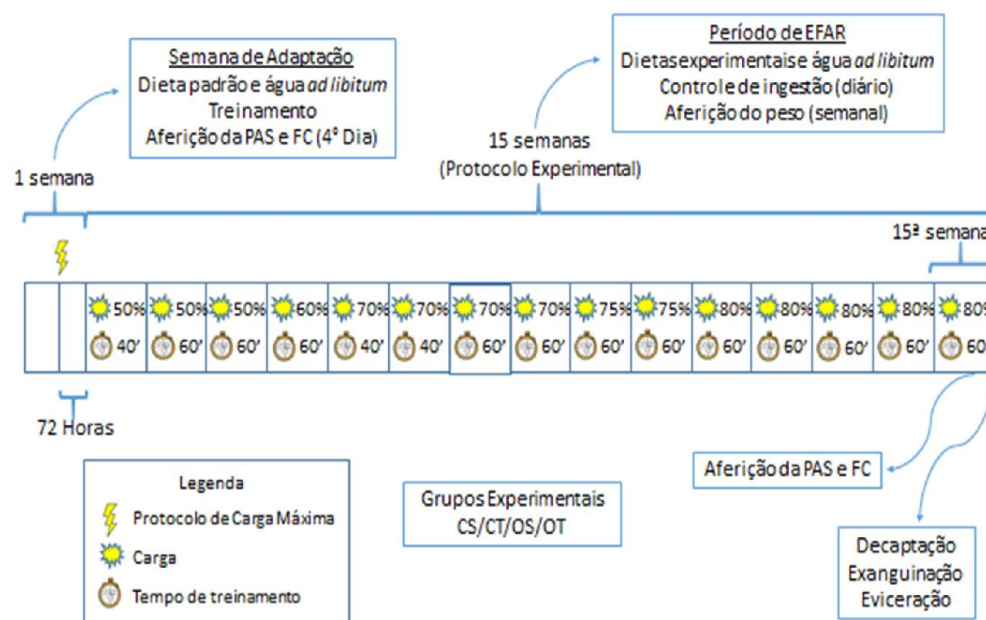 Semana de Adaptação
Dieta padrão e água ad libitum
Treinamento
Aferição da PAS e FC (4º Dia)
Período de EFAR
Dietas experimentais e água ad libitum
Controle de ingestão (diário)
Aferição do peso (semanal)
1 semana
15 semanas
(Protocolo Experimental)
15ª semana
50% 50% 50% 60% 70% 70% 70% 70% 75% 75% 80% 80% 80% 80% 80%
40' 60' 60' 60' 40' 40' 60' 60' 60' 60' 60' 60' 60' 60' 60'
72 Horas
Legenda
Protocolo de Carga Máxima
Carga
Tempo de treinamento
Grupos Experimentais
CS/CT/OS/OT
Aferição da PAS e FC
Decaptação
Exanguinação
Eviceração